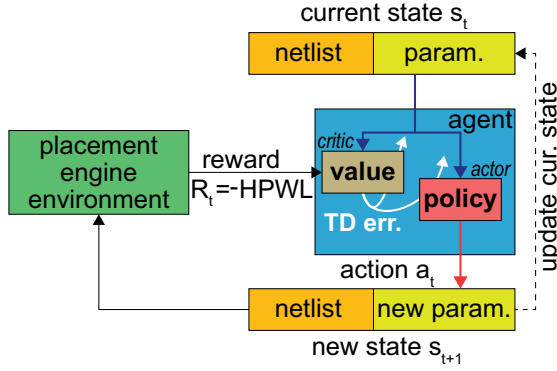 current state s_t
netlist
param.
agent
critic
actor
placement
engine
environment
reward
R_t=-HPWL
value
policy
TD err.
update cur. state
action a_t
netlist
new param.
new state s_{t+1}